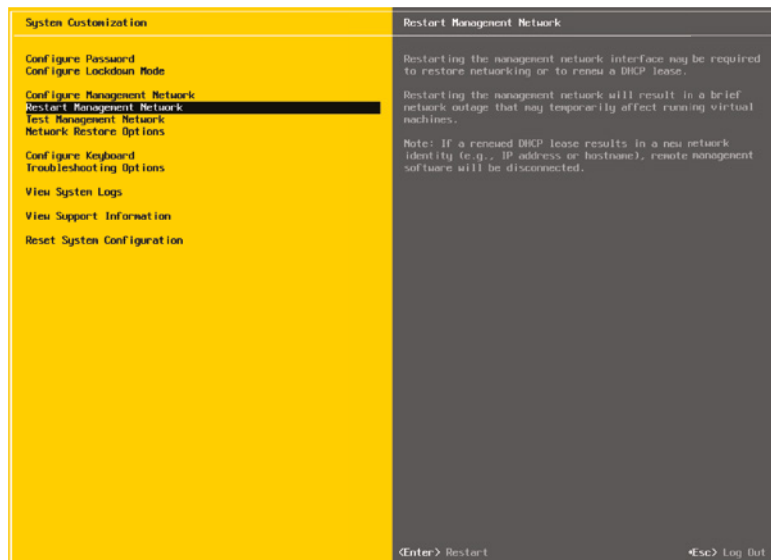 System Customization
Configure Password
Configure Lockdown Mode
Configure Management Network
Restart Management Network
Test Management Network
Network Restore Options
Configure Keyboard
Troubleshooting Options
View System Logs
View Support Information
Reset System Configuration
Restart Management Network
Restarting the management network interface may be required
to restore networking or to renew a DHCP lease.
Restarting the management network will result in a brief
network outage that may temporarily affect running virtual
machines.
Note: If a renewed DHCP lease results in a new network
identity (e.g., IP address or hostname), remote management
software will be disconnected.
<Enter> Restart
<Esc> Log Out